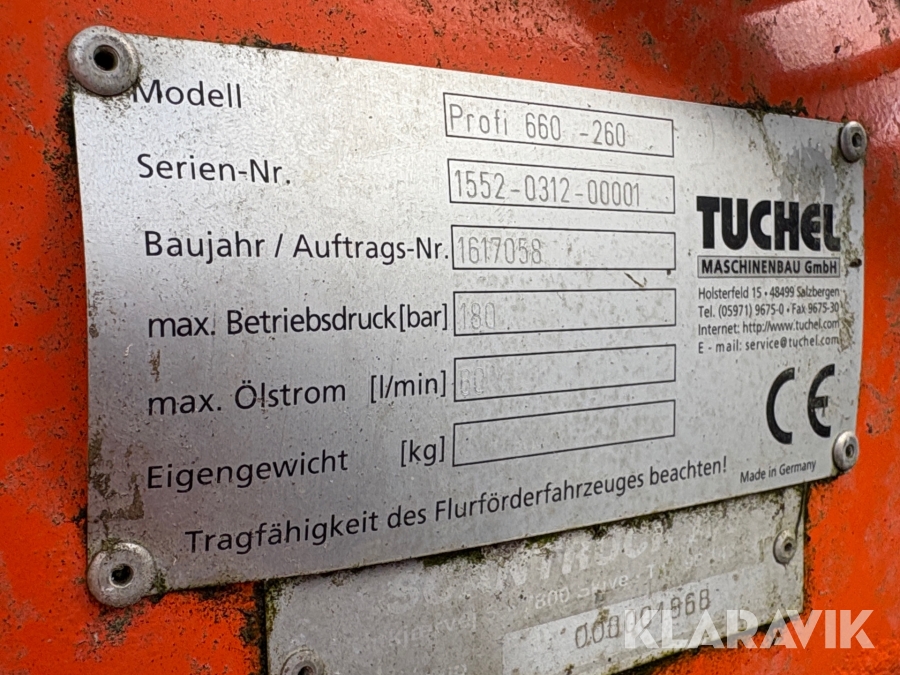 Modell Profi 660 -260
Serien-Nr. 1552-0312-00001
Baujahr / Auftrags-Nr. 1617058
max. Betriebsdruck [bar] 180
max. Ölstrom [l/min] 60
Eigengewicht [kg]
Tragfähigkeit des Flurförderfahrzeuges beachten!
TUCHEL
MASCHINENBAU GmbH
Holsterfeld 15 • 48499 Salzbergen
Tel. (05971) 9675-0 • Fax 9675-30
Internet: http://www.tuchel.com
E - mail: service@tuchel.com
CE
Made in Germany
KLARAVIK